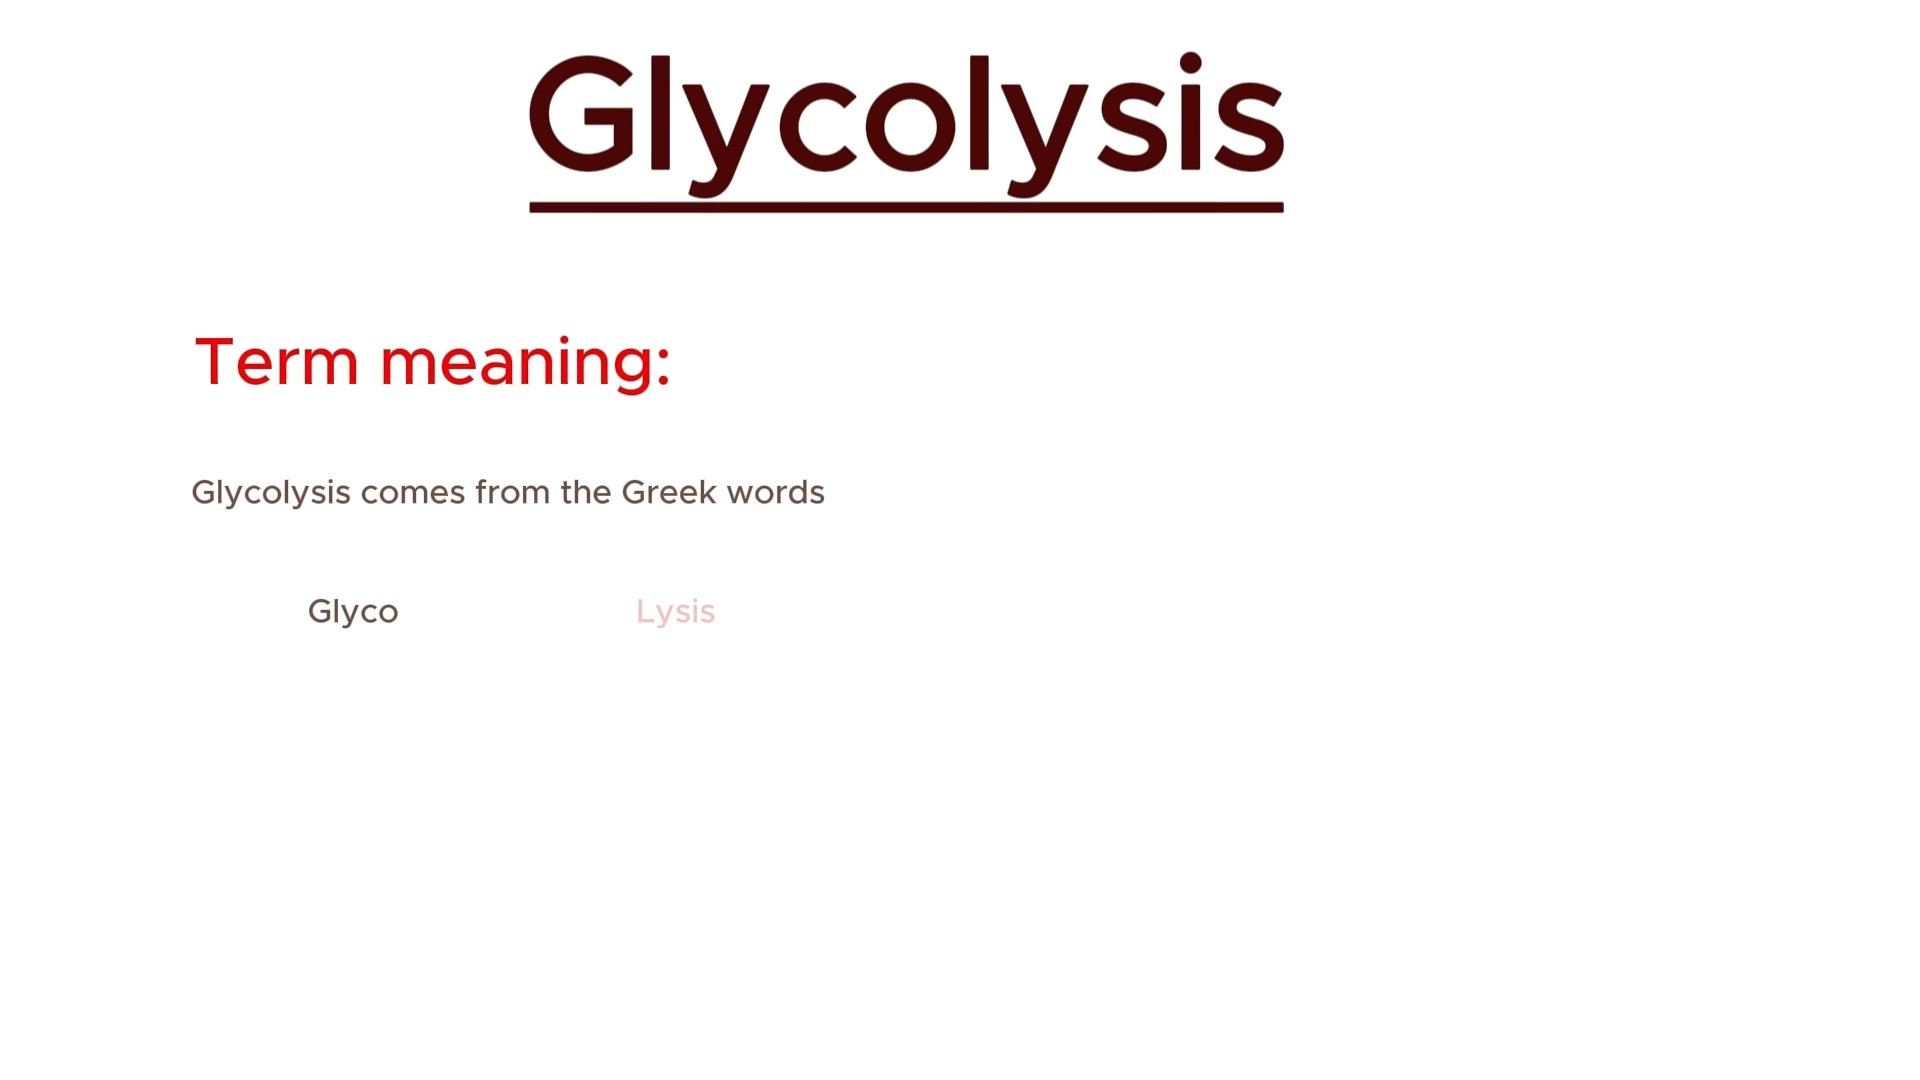 Glycolysis
Term meaning:
Glycolysis comes from the Greek words
Glyco Lysis